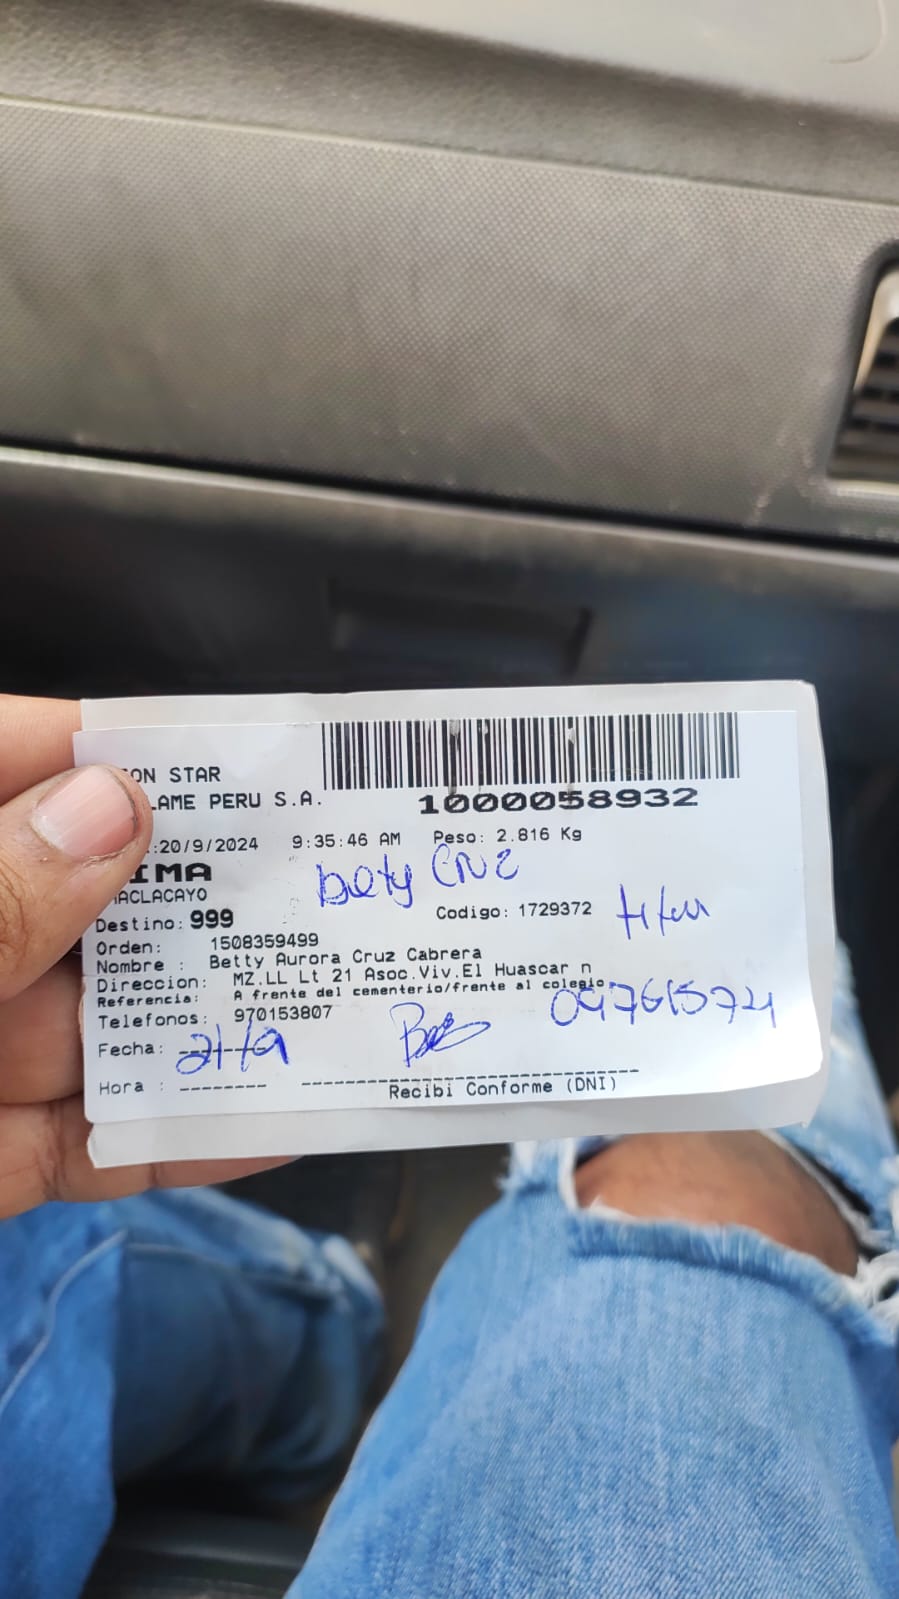 ON STAR
LAME PERU S.A.
1000058932
:20/9/2024 9:35:46 AM Peso: 2.816 Kg
IMA
bety Cruz
ACLACAYO
Destino: 999 Codigo: 1729372
Orden: 1508359499
Nombre : Betty Aurora Cruz Cabrera
Direccion: MZ.LL Lt 21 Asoc.Viv.El Huascar n
Referencia: A frente del cementerio/frente al colegio
Telefonos: 970153807
Fecha: 21/9
Hora : --------
Recibi Conforme (DNI)